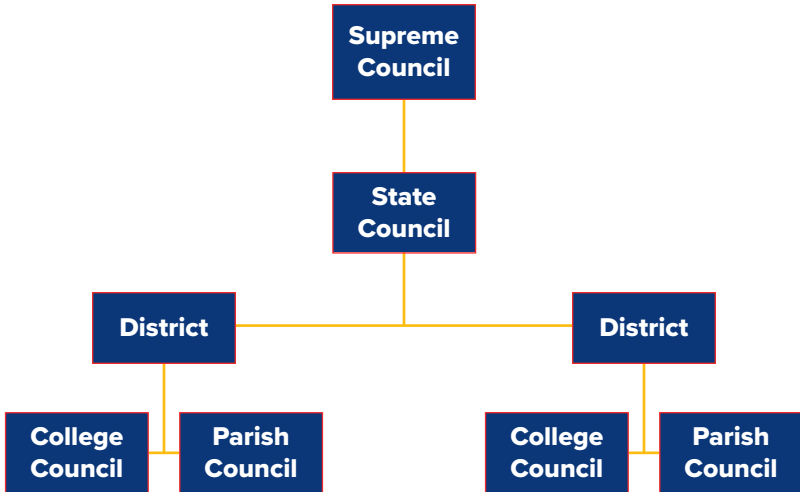 Supreme
Council
State
Council
District
District
College
Council
Parish
Council
College
Council
Parish
Council